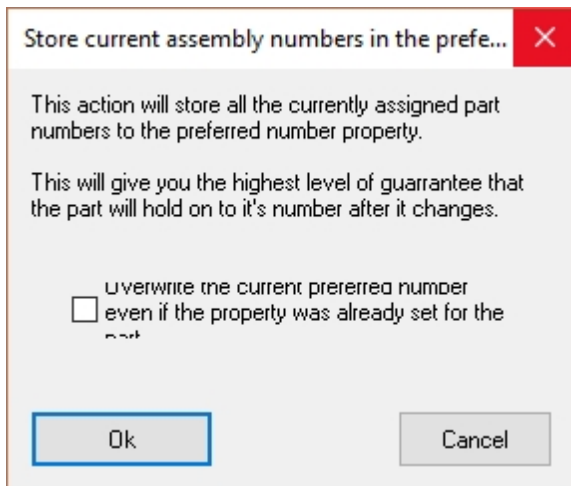 Store current assembly numbers in the prefe...
This action will store all the currently assigned part
numbers to the preferred number property.
This will give you the highest level of guarrantee that
the part will hold on to it's number after it changes.
Overwrite the current preferred number
even if the property was already set for the
part.
Ok
Cancel